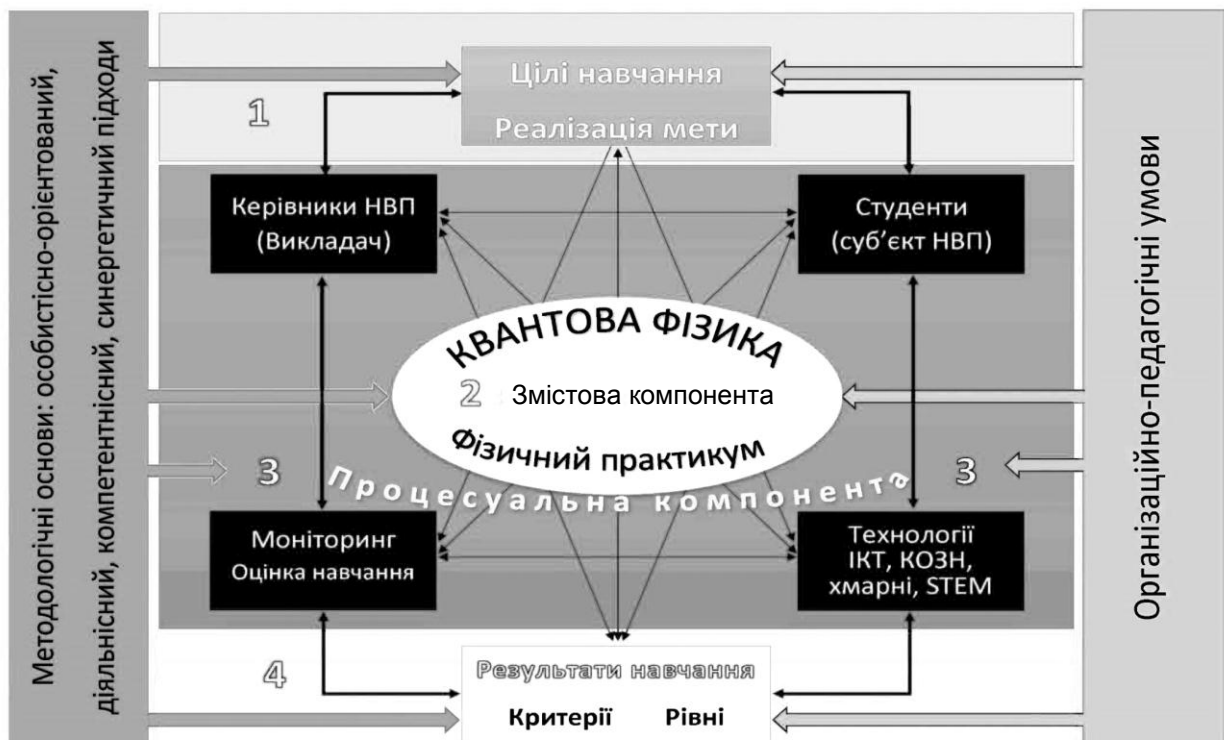 Методологічні основи: особистісно-орієнтований,
діяльнісний, компетентнісний, синергетичний підходи
1
Цілі навчання
Реалізація мети
Керівники НВП
(Викладач)
Студенти
(суб’єкт НВП)
КВАНТОВА ФІЗИКА
2 Змістова компонента
Фізичний практикум
3
Процесуальна компонента
3
Моніторинг
Оцінка навчання
Технології
ІКТ, КОЗН,
хмарні, STEM
4
Результати навчання
Критерії Рівні
Організаційно-педагогічні умови